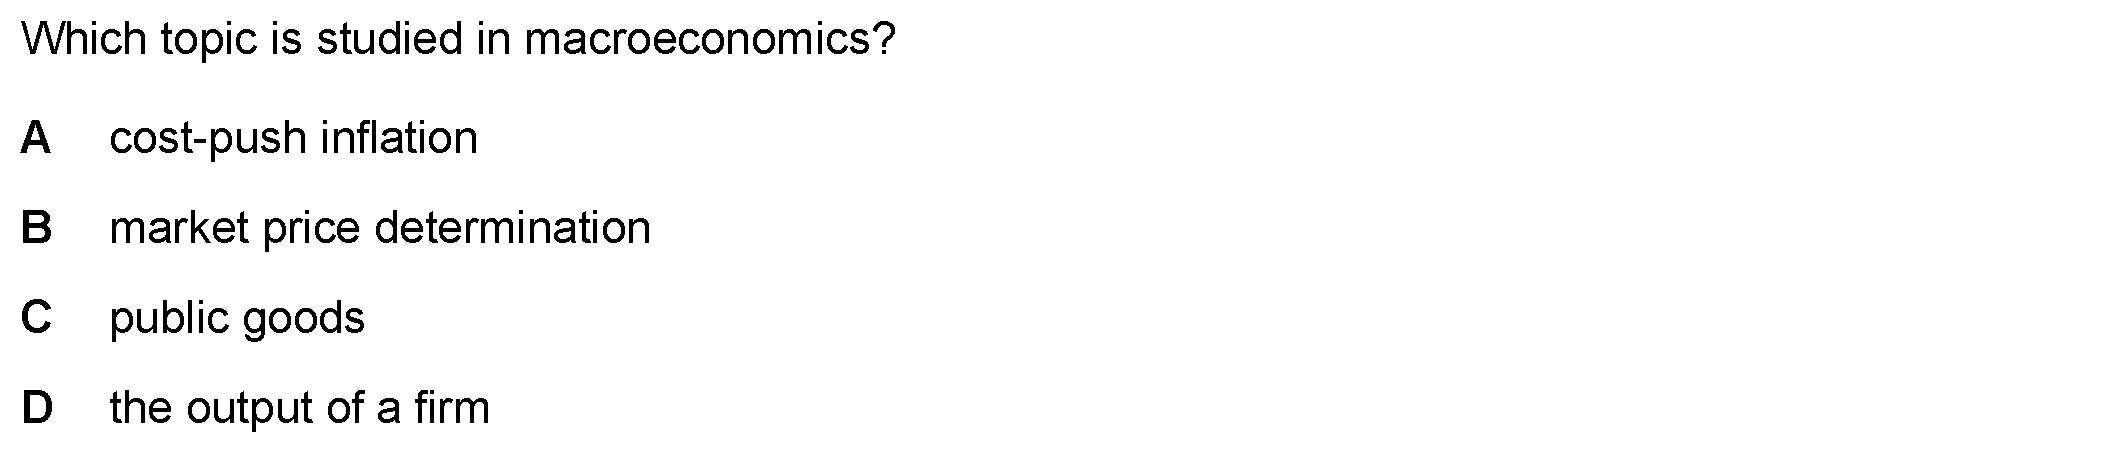 Which topic is studied in macroeconomics?
A cost-push inflation
B market price determination
C public goods
D the output of a firm